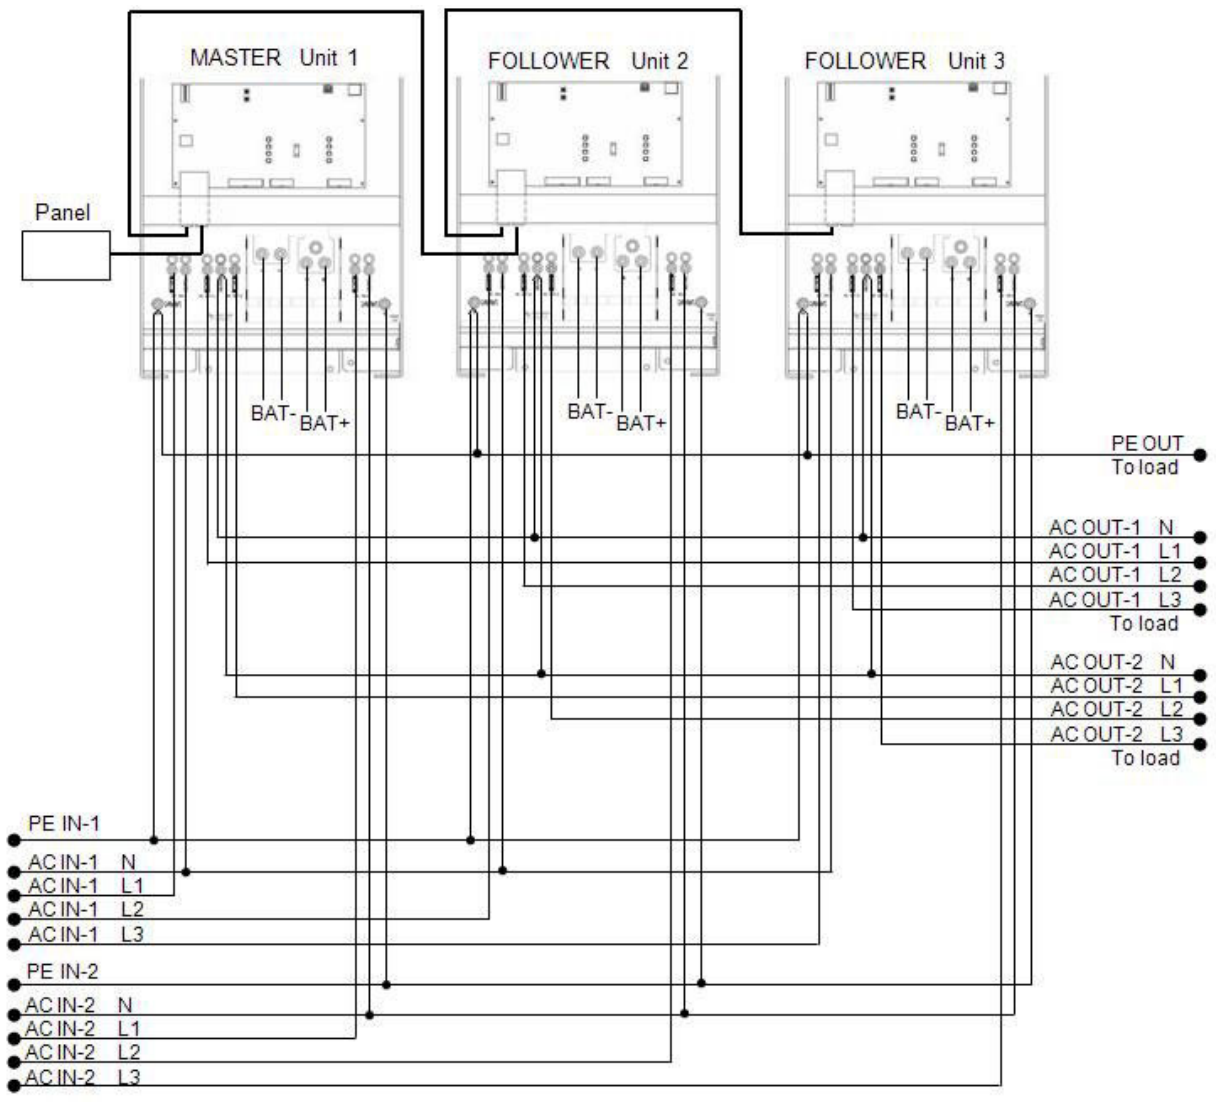 MASTER Unit 1
FOLLOWER Unit 2
FOLLOWER Unit 3
Panel
BAT-
BAT+
BAT-
BAT+
BAT-
BAT+
PE OUT
To load
AC OUT-1 N
AC OUT-1 L1
AC OUT-1 L2
AC OUT-1 L3
To load
AC OUT-2 N
AC OUT-2 L1
AC OUT-2 L2
AC OUT-2 L3
To load
PE IN-1
AC IN-1 N
AC IN-1 L1
AC IN-1 L2
AC IN-1 L3
PE IN-2
AC IN-2 N
AC IN-2 L1
AC IN-2 L2
AC IN-2 L3